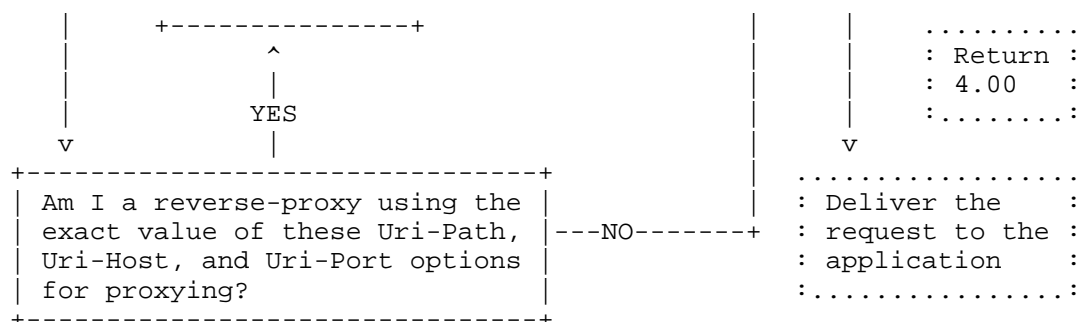 |       +---------------+                     |     |     ..........
     |               ^                             |     |     : Return :
     |               |                             |     |     : 4.00   :
     |              YES                            |     |     :........:
     v               |                             |     v
+---------------------------------+                |  ..................
| Am I a reverse-proxy using the  |                |  : Deliver the    :
| exact value of these Uri-Path,  |---NO-------+     : request to the :
| Uri-Host, and Uri-Port options  |                   : application    :
| for proxying?                   |                   :................:
+---------------------------------+